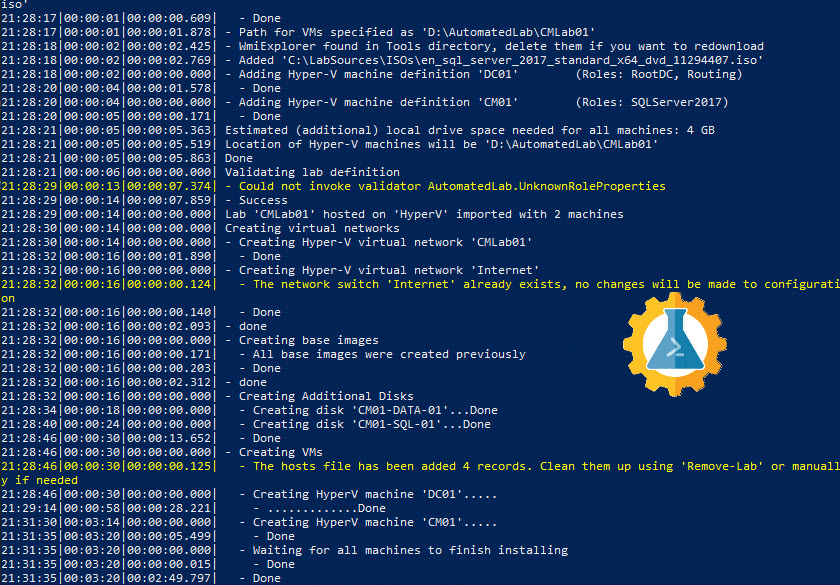 iso'
21:28:17|00:00:01|00:00:00.609|   - Done
21:28:17|00:00:01|00:00:01.878| - Path for VMs specified as 'D:\AutomatedLab\CMLab01'
21:28:18|00:00:02|00:00:02.425| - WmiExplorer found in Tools directory, delete them if you want to redownload
21:28:18|00:00:02|00:00:02.769| - Added 'C:\LabSources\ISOs\en_sql_server_2017_standard_x64_dvd_11294407.iso'
21:28:18|00:00:02|00:00:00.000| - Adding Hyper-V machine definition 'DC01'        (Roles: RootDC, Routing)
21:28:20|00:00:04|00:00:01.578|   - Done
21:28:20|00:00:04|00:00:00.000| - Adding Hyper-V machine definition 'CM01'        (Roles: SQLServer2017)
21:28:20|00:00:05|00:00:00.171|   - Done
21:28:21|00:00:05|00:00:05.363| Estimated (additional) local drive space needed for all machines: 4 GB
21:28:21|00:00:05|00:00:05.519| Location of Hyper-V machines will be 'D:\AutomatedLab\CMLab01'
21:28:21|00:00:05|00:00:05.863| Done
21:28:21|00:00:06|00:00:00.000| Validating lab definition
21:28:29|00:00:13|00:00:07.374| - Could not invoke validator AutomatedLab.UnknownRoleProperties
21:28:29|00:00:14|00:00:07.859| - Success
21:28:29|00:00:14|00:00:00.000| Lab 'CMLab01' hosted on 'HyperV' imported with 2 machines
21:28:30|00:00:14|00:00:00.000| Creating virtual networks
21:28:30|00:00:14|00:00:00.000| - Creating Hyper-V virtual network 'CMLab01'
21:28:32|00:00:16|00:00:01.890|   - Done
21:28:32|00:00:16|00:00:00.000| - Creating Hyper-V virtual network 'Internet'
21:28:32|00:00:16|00:00:00.124|   - The network switch 'Internet' already exists, no changes will be made to configurati
on
21:28:32|00:00:16|00:00:00.140|   - Done
21:28:32|00:00:16|00:00:02.093| - done
21:28:32|00:00:16|00:00:00.000| - Creating base images
21:28:32|00:00:16|00:00:00.171|   - All base images were created previously
21:28:32|00:00:16|00:00:00.203|   - Done
21:28:32|00:00:16|00:00:02.312| - done
21:28:32|00:00:16|00:00:00.000| - Creating Additional Disks
21:28:34|00:00:18|00:00:00.000|   - Creating disk 'CM01-DATA-01'...Done
21:28:40|00:00:24|00:00:00.000|   - Creating disk 'CM01-SQL-01'...Done
21:28:46|00:00:30|00:00:13.652|   - Done
21:28:46|00:00:30|00:00:00.000| - Creating VMs
21:28:46|00:00:30|00:00:00.125|   - The hosts file has been added 4 records. Clean them up using 'Remove-Lab' or manuall
y if needed
21:28:46|00:00:30|00:00:00.000|   - Creating HyperV machine 'DC01'.....
21:29:14|00:00:58|00:00:28.221|     - .............Done
21:31:30|00:03:14|00:00:00.000|   - Creating HyperV machine 'CM01'.....
21:31:35|00:03:20|00:00:05.499|     - Done
21:31:35|00:03:20|00:00:00.000|   - Waiting for all machines to finish installing
21:31:35|00:03:20|00:00:00.015|     - Done
21:31:35|00:03:20|00:02:49.797|   - Done